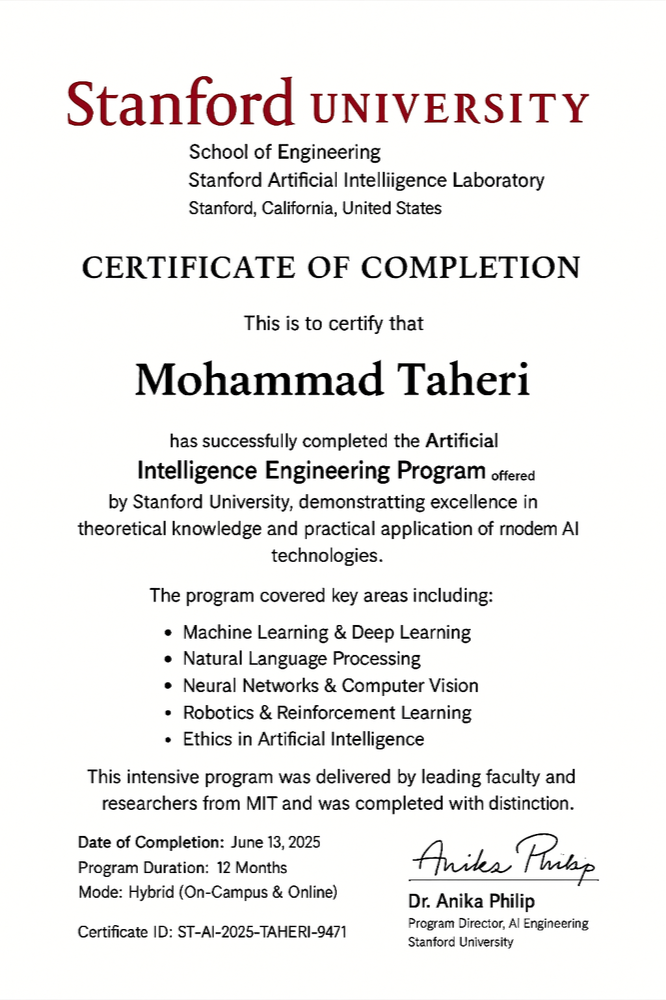 Stanford UNIVERSITY
School of Engineering
Stanford Artificial Intelliigence Laboratory
Stanford, California, United States
CERTIFICATE OF COMPLETION
This is to certify that
Mohammad Taheri
has successfully completed the Artificial
Intelligence Engineering Program offered
by Stanford University, demonstratting excellence in
theoretical knowledge and practical application of modem AI
technologies.
The program covered key areas including:
• Machine Learning & Deep Learning
• Natural Language Processing
• Neural Networks & Computer Vision
• Robotics & Reinforcement Learning
• Ethics in Artificial Intelligence
This intensive program was delivered by leading faculty and
researchers from MIT and was completed with distinction.
Date of Completion: June 13, 2025
Program Duration: 12 Months
Mode: Hybrid (On-Campus & Online)
Certificate ID: ST-AI-2025-TAHERI-9471
Anika Philip
Dr. Anika Philip
Program Director, AI Engineering
Stanford University